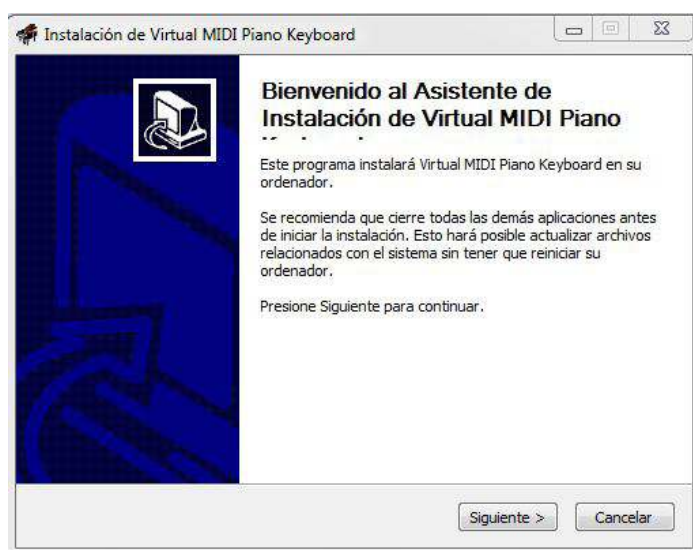 Instalación de Virtual MIDI Piano Keyboard
Bienvenido al Asistente de
Instalación de Virtual MIDI Piano
Este programa instalará Virtual MIDI Piano Keyboard en su
ordenador.
Se recomienda que cierre todas las demás aplicaciones antes
de iniciar la instalación. Esto hará posible actualizar archivos
relacionados con el sistema sin tener que reiniciar su
ordenador.
Presione Siguiente para continuar.
Siguiente >
Cancelar